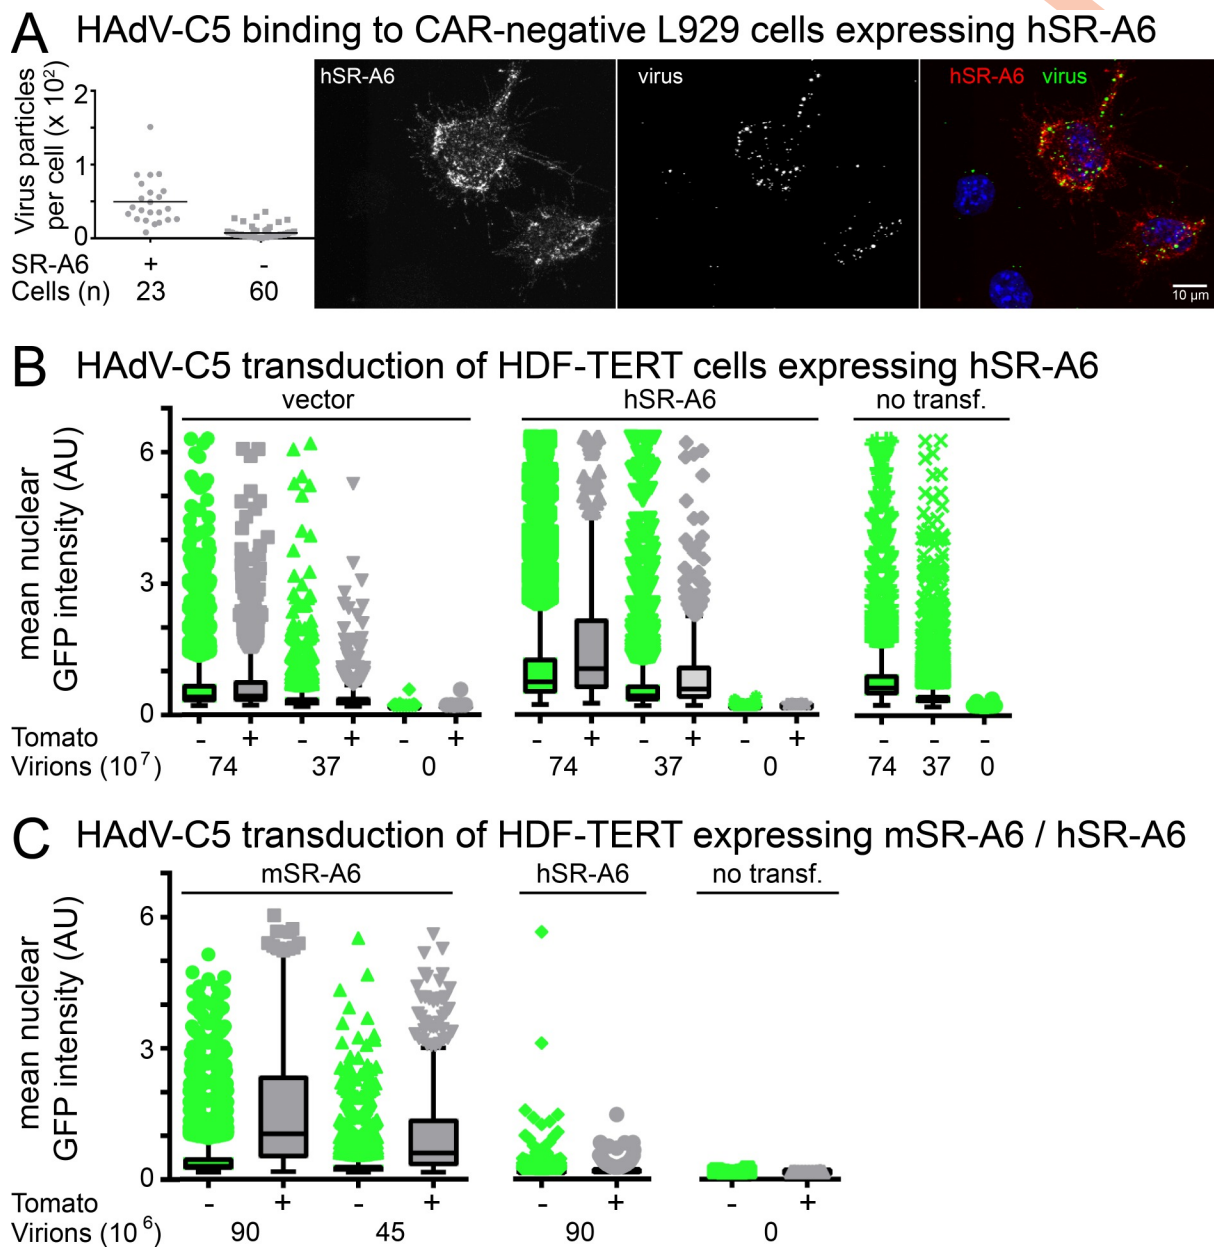 A HAdV-C5 binding to CAR-negative L929 cells expressing hSR-A6
Virus particles
per cell (x 10²)
2
1
0
SR-A6 + -
Cells (n) 23 60
hSR-A6
virus
hSR-A6 virus
10 µm
B HAdV-C5 transduction of HDF-TERT cells expressing hSR-A6
vector hSR-A6 no transf.
mean nuclear
GFP intensity (AU)
6
3
0
Tomato - + - + - + - + - + - + - - -
Virions (10⁷) 74 37 0 74 37 0 74 37 0
C HAdV-C5 transduction of HDF-TERT expressing mSR-A6 / hSR-A6
mSR-A6 hSR-A6 no transf.
mean nuclear
GFP intensity (AU)
6
3
0
Tomato - + - + - + - +
Virions (10⁶) 90 45 90 0